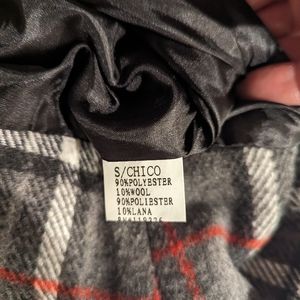 S/CHICO
90%POLYESTER
10%WOOL
90%POLIESTER
10%LANA